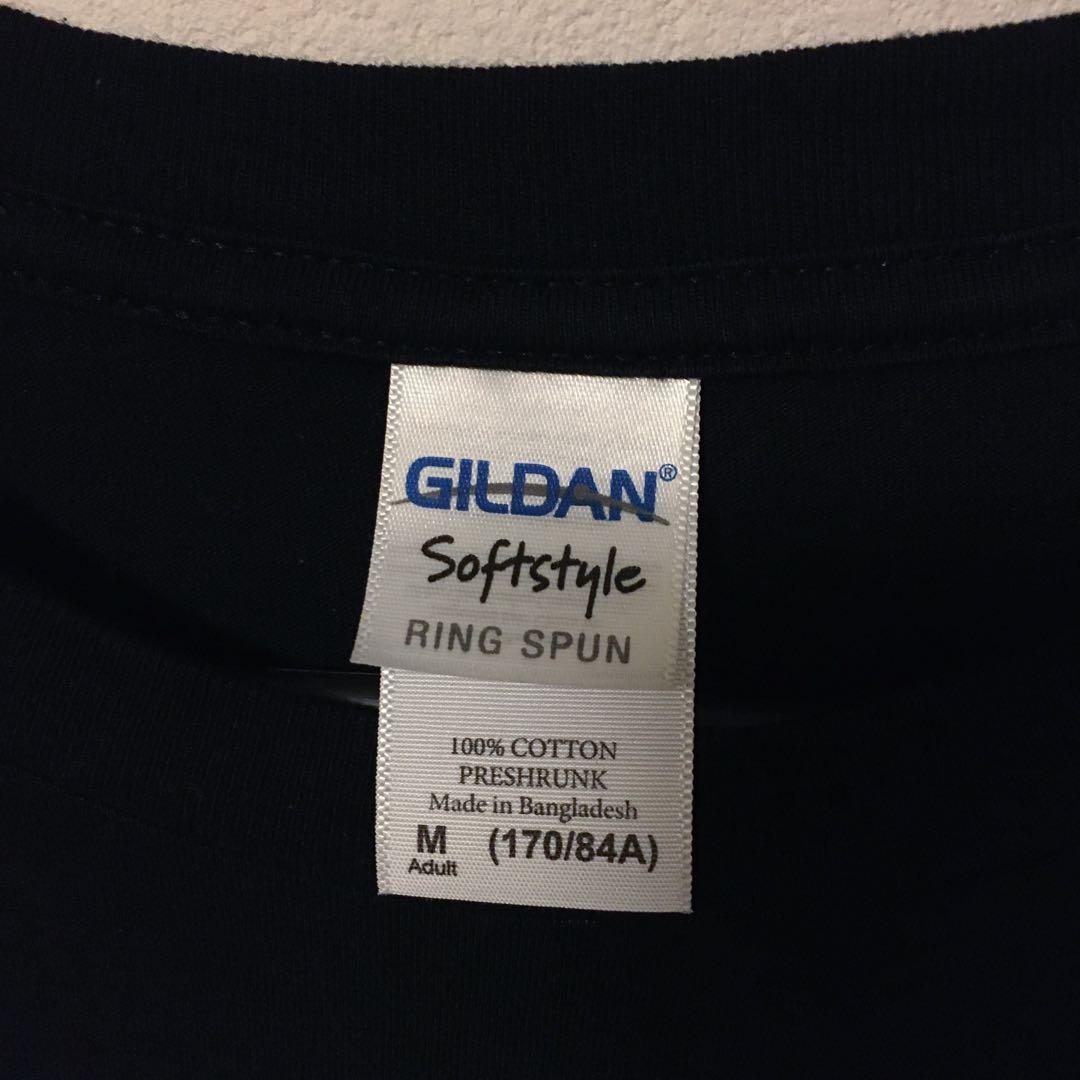 GILDAN®
Softstyle
RING SPUN
100% COTTON
PRESHRUNK
Made in Bangladesh
M (170/84A)
Adult